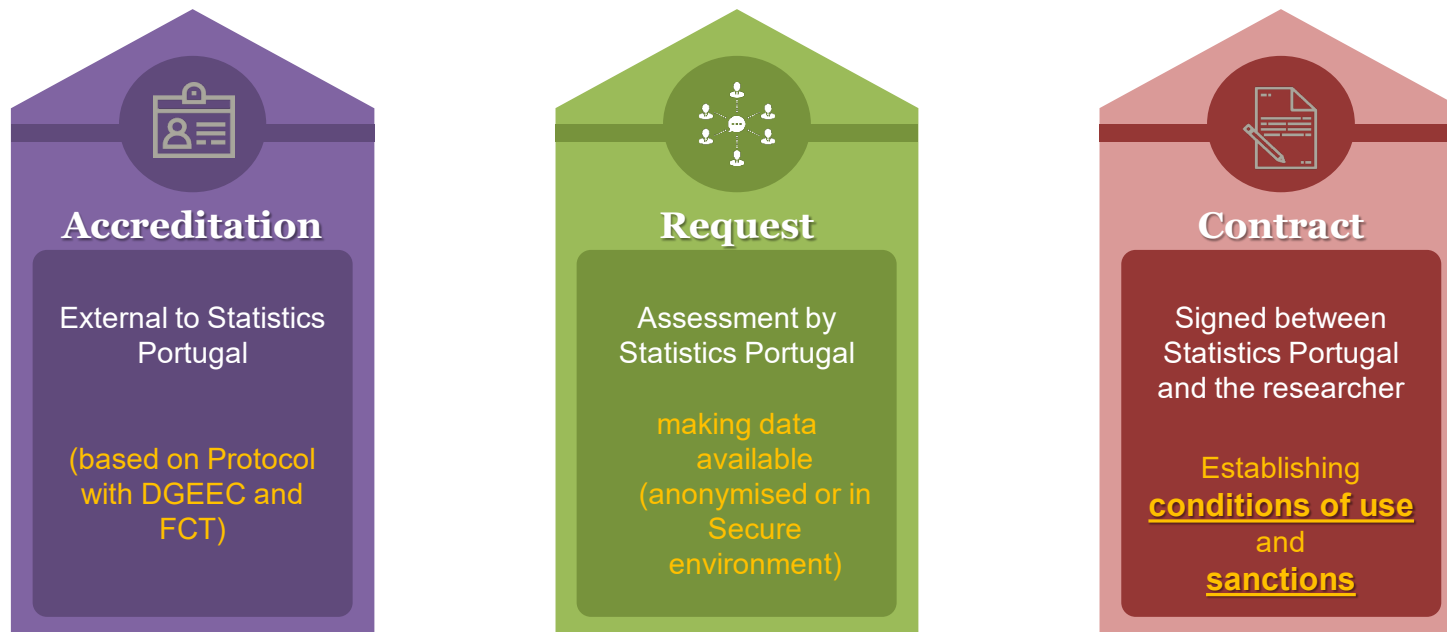 Accreditation
External to Statistics
Portugal
(based on Protocol
with DGEEC and
FCT)
Request
Assessment by
Statistics Portugal
making data
available
(anonymised or in
Secure
environment)
Contract
Signed between
Statistics Portugal
and the researcher
Establishing
conditions of use
and
sanctions